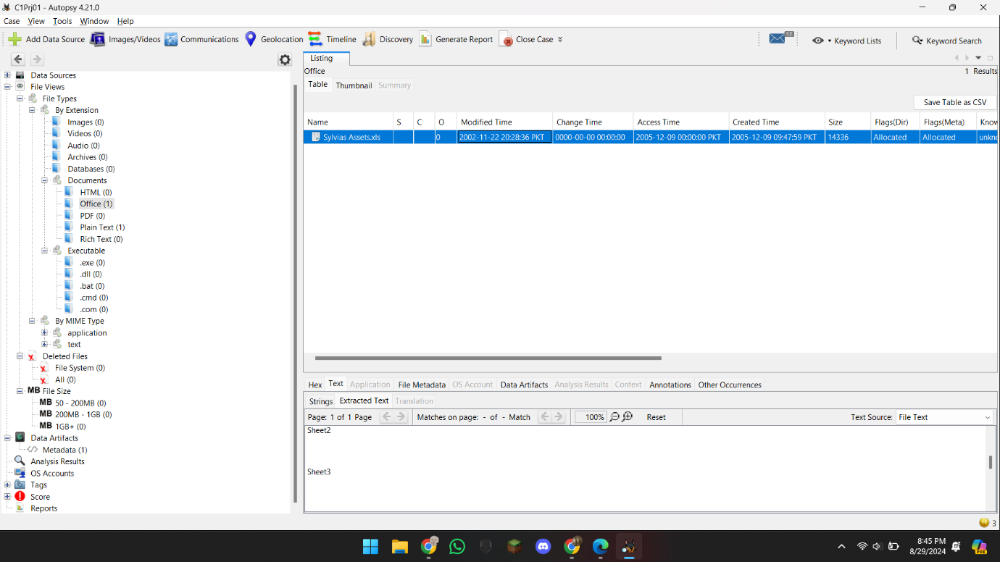 C1Prj01 - Autopsy 4.21.0
Case View Tools Window Help
Add Data Source Images/Videos Communications Geolocation Timeline Discovery Generate Report Close Case 12 Keyword Lists Keyword Search
Data Sources
File Views
File Types
By Extension
Images (0)
Videos (0)
Audio (0)
Archives (0)
Databases (0)
Documents
HTML (0)
Office (1)
PDF (0)
Plain Text (1)
Rich Text (0)
Executable
.exe (0)
.dll (0)
.bat (0)
.cmd (0)
.com (0)
By MIME Type
application
text
Deleted Files
File System (0)
All (0)
MB File Size
MB 50 - 200MB (0)
MB 200MB - 1GB (0)
MB 1GB+ (0)
Data Artifacts
Metadata (1)
Analysis Results
OS Accounts
Tags
Score
Reports
Listing
Office
1 Results
Table Thumbnail Summary
Save Table as CSV
Name S C O Modified Time Change Time Access Time Created Time Size Flags(Dir) Flags(Meta) Know
Sylvias Assets.xls 0 2002-11-22 20:28:36 PKT 0000-00-00 00:00:00 2005-12-09 00:00:00 PKT 2005-12-09 09:47:59 PKT 14336 Allocated Allocated unkno
Hex Text Application File Metadata OS Account Data Artifacts Analysis Results Context Annotations Other Occurrences
Strings Extracted Text Translation
Page: 1 of 1 Page Matches on page: - of - Match 100% Reset Text Source: File Text
Sheet2
Sheet3
3
8:45 PM
8/29/2024
PRE